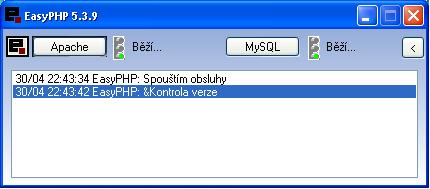 EasyPHP 5.3.9
Apache Běží... MySQL Běží... <
30/04 22:43:34 EasyPHP: Spouštím obsluhy
30/04 22:43:42 EasyPHP: &Kontrola verze